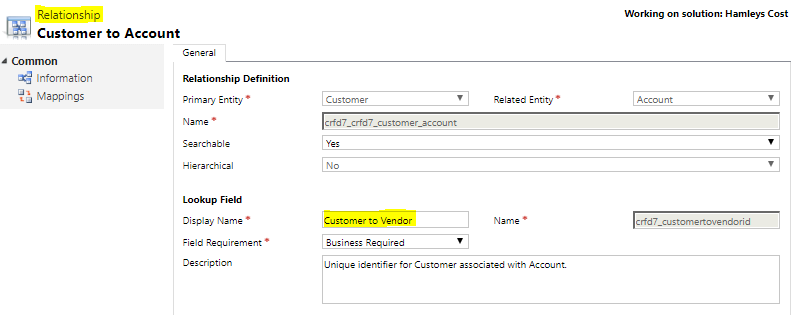 Relationship
Working on solution: Hamleys Cost
Customer to Account
Common
Information
Mappings
General
Relationship Definition
Primary Entity * Customer Related Entity * Account
Name * crfd7_crfd7_customer_account
Searchable Yes
Hierarchical No
Lookup Field
Display Name * Customer to Vendor Name * crfd7_customertovendorid
Field Requirement * Business Required
Description Unique identifier for Customer associated with Account.